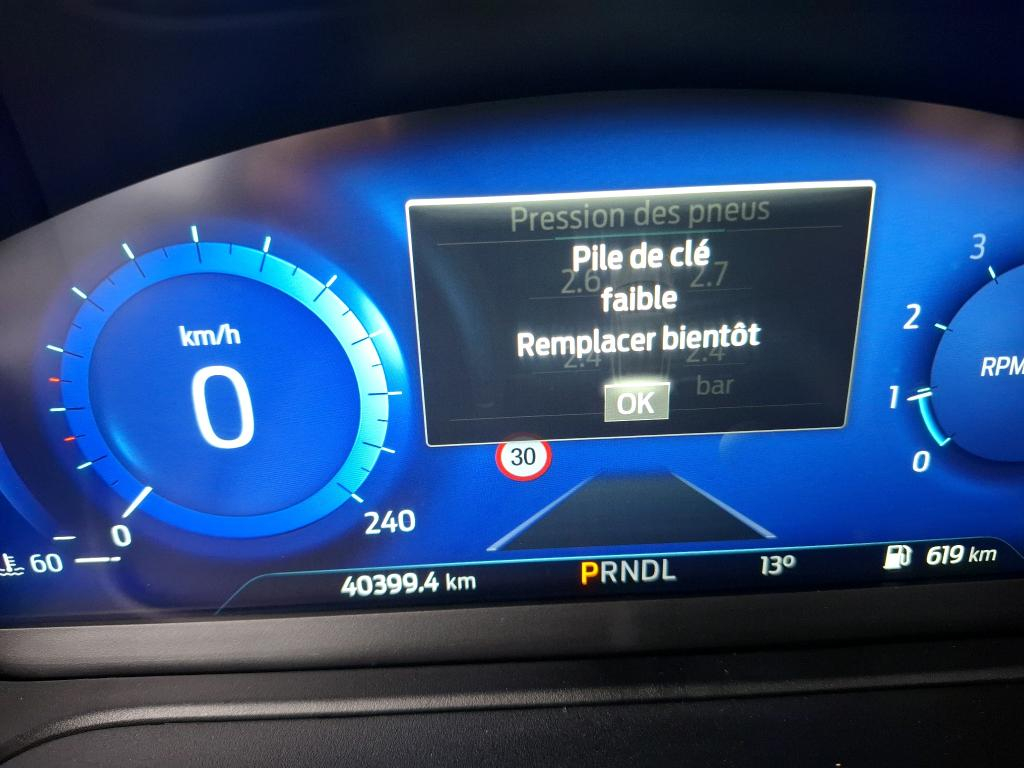 Pression des pneus
Pile de clé
2.6 2.7
faible
Remplacer bientôt
2.4 2.4
bar
OK
km/h
0
0
240
60
30
3
2
1
0
RPM
40399.4 km
PRNDL
13°
619 km